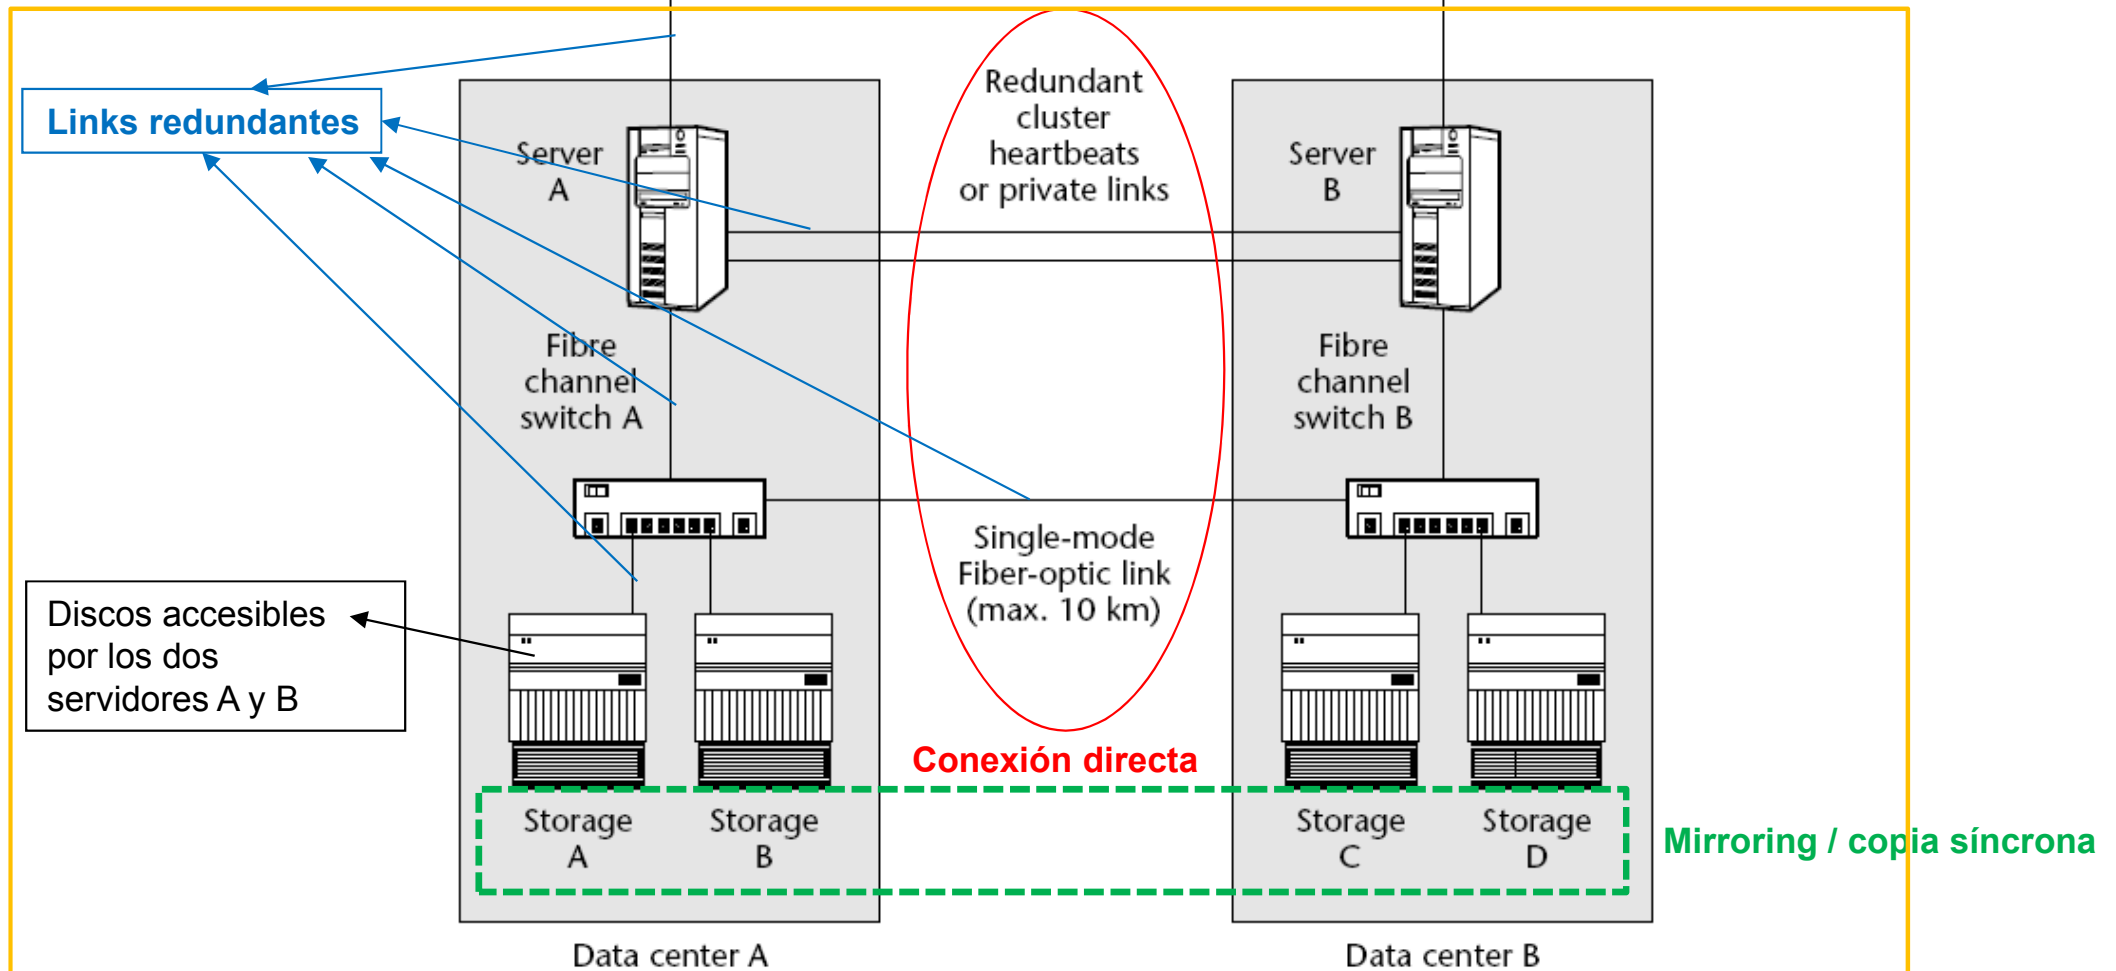 Links redundantes
Server
A
Redundant
cluster
heartbeats
or private links
Server
B
Fibre
channel
switch A
Fibre
channel
switch B
Single-mode
Fiber-optic link
(max. 10 km)
Discos accesibles
por los dos
servidores A y B
Conexión directa
Storage
A
Storage
B
Storage
C
Storage
D
Mirroring / copia síncrona
Data center A
Data center B